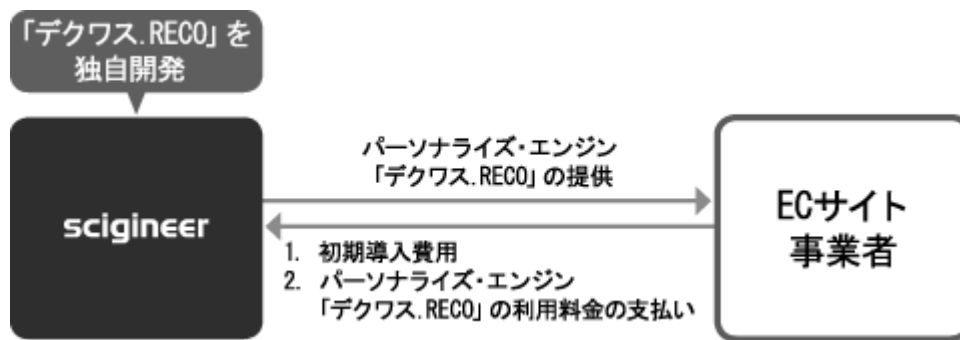 「デクワス.RECO」を
独自開発
scigineer
パーソナライズ・エンジン
「デクワス.RECO」の提供
1. 初期導入費用
2. パーソナライズ・エンジン
「デクワス.RECO」の利用料金の支払い
ECサイト
事業者